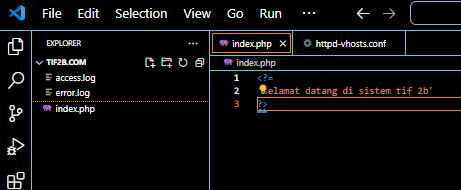 File Edit Selection View Go Run ...
EXPLORER ...
index.php × httpd-vhosts.conf
TIF2B.COM
index.php
access.log
error.log
index.php
1 <?=
2 elamat datang di sistem tif 2b'
3 ?>